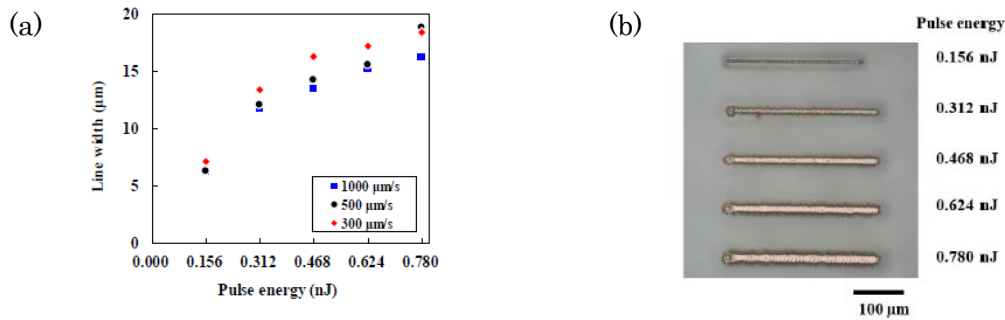 (a)
20
15
10
5
0
Line width (μm)
1000 μm/s
500 μm/s
300 μm/s
0.000 0.156 0.312 0.468 0.624 0.780
Pulse energy (nJ)
(b)
Pulse energy
0.156 nJ
0.312 nJ
0.468 nJ
0.624 nJ
0.780 nJ
100 μm